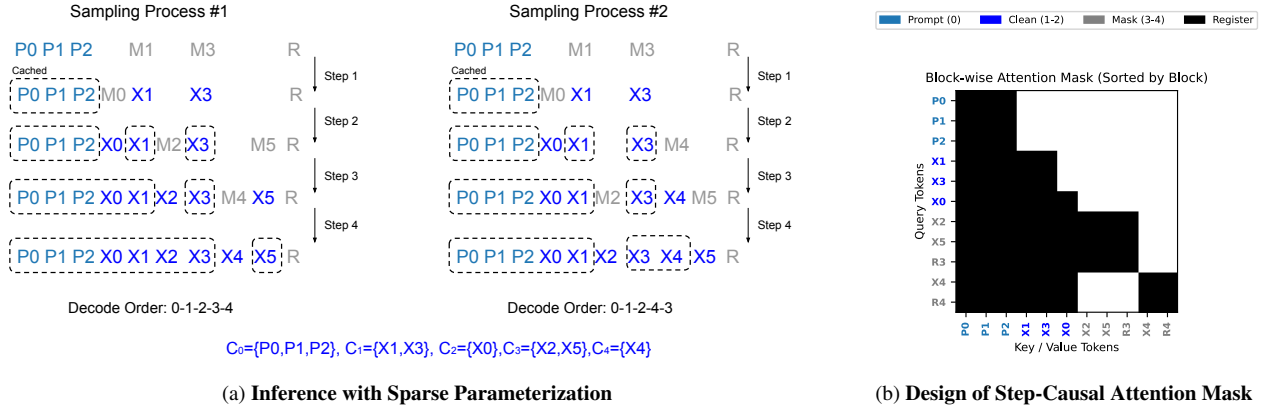 Sampling Process #1
P0 P1 P2 M1 M3 R
Step 1
Cached
P0 P1 P2 M0 X1 X3 R
Step 2
P0 P1 P2 X0 X1 M2 X3 M5 R
Step 3
P0 P1 P2 X0 X1 X2 X3 M4 X5 R
Step 4
P0 P1 P2 X0 X1 X2 X3 X4 X5 R
Decode Order: 0-1-2-3-4
Sampling Process #2
P0 P1 P2 M1 M3 R
Step 1
Cached
P0 P1 P2 M0 X1 X3 R
Step 2
P0 P1 P2 X0 X1 X3 M4 R
Step 3
P0 P1 P2 X0 X1 M2 X3 X4 M5 R
Step 4
P0 P1 P2 X0 X1 X2 X3 X4 X5 R
Decode Order: 0-1-2-4-3
C₀={P0,P1,P2}, C₁={X1,X3}, C₂={X0},C₃={X2,X5},C₄={X4}
(a) Inference with Sparse Parameterization
Prompt (0) Clean (1-2) Mask (3-4) Register
Block-wise Attention Mask (Sorted by Block)
Query Tokens
P0
P1
P2
X1
X3
X0
X2
X5
R3
X4
R4
P0 P1 P2 X1 X3 X0 X2 X5 R3 X4 R4
Key / Value Tokens
(b) Design of Step-Causal Attention Mask